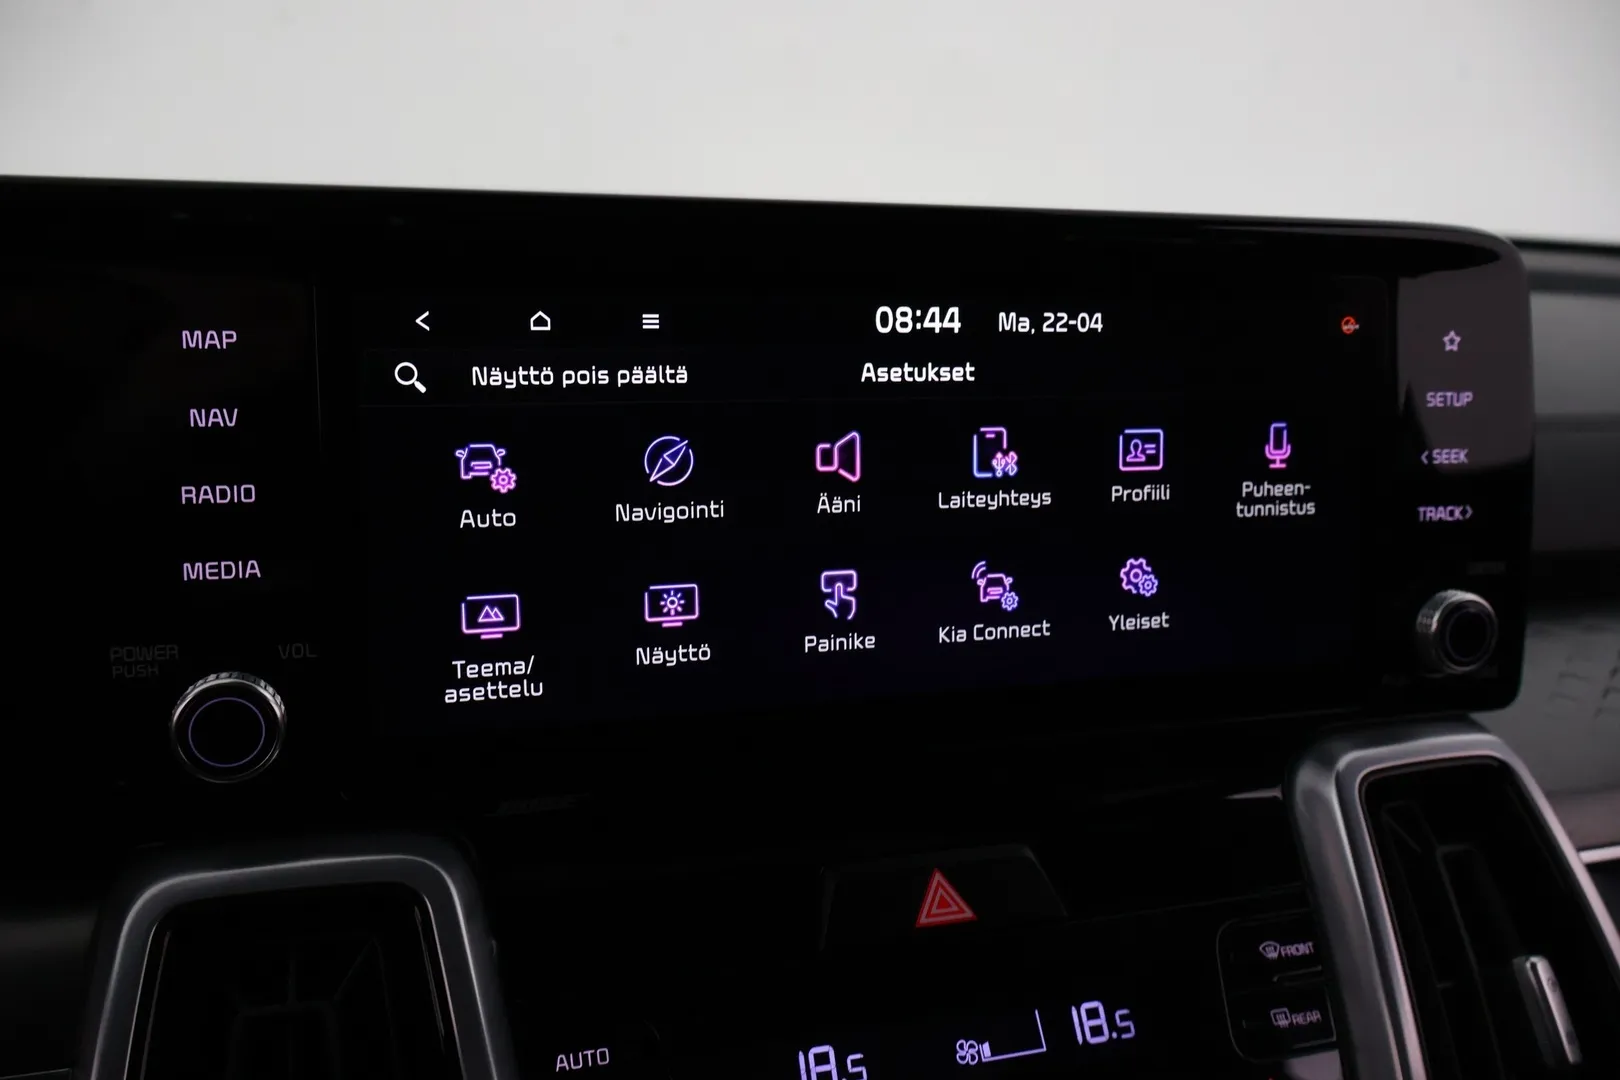 MAP
NAV
RADIO
MEDIA
POWER
PUSH
VOL
08:44 Ma, 22-04
Näyttö pois päältä
Asetukset
Auto
Navigointi
Ääni
Laiteyhteys
Profiili
Puheen-
tunnistus
Teema/
asettelu
Näyttö
Painike
Kia Connect
Yleiset
SETUP
< SEEK
TRACK >
FRONT
REAR
AUTO
18.5
18.5